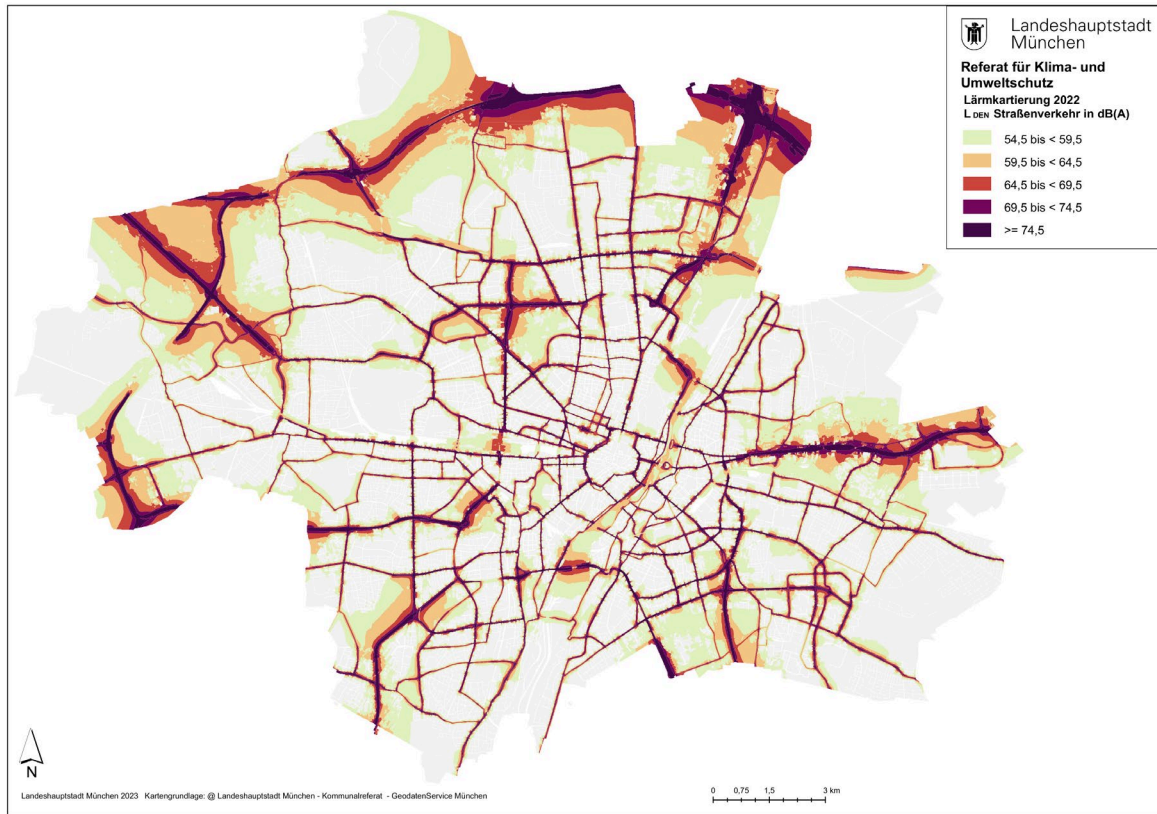 Landeshauptstadt
München
Referat für Klima- und
Umweltschutz
Lärmkartierung 2022
L DEN Straßenverkehr in dB(A)
54,5 bis < 59,5
59,5 bis < 64,5
64,5 bis < 69,5
69,5 bis < 74,5
>= 74,5
N
Landeshauptstadt München 2023 Kartengrundlage: @ Landeshauptstadt München - Kommunalreferat - GeodatenService München
0 0,75 1,5 3 km